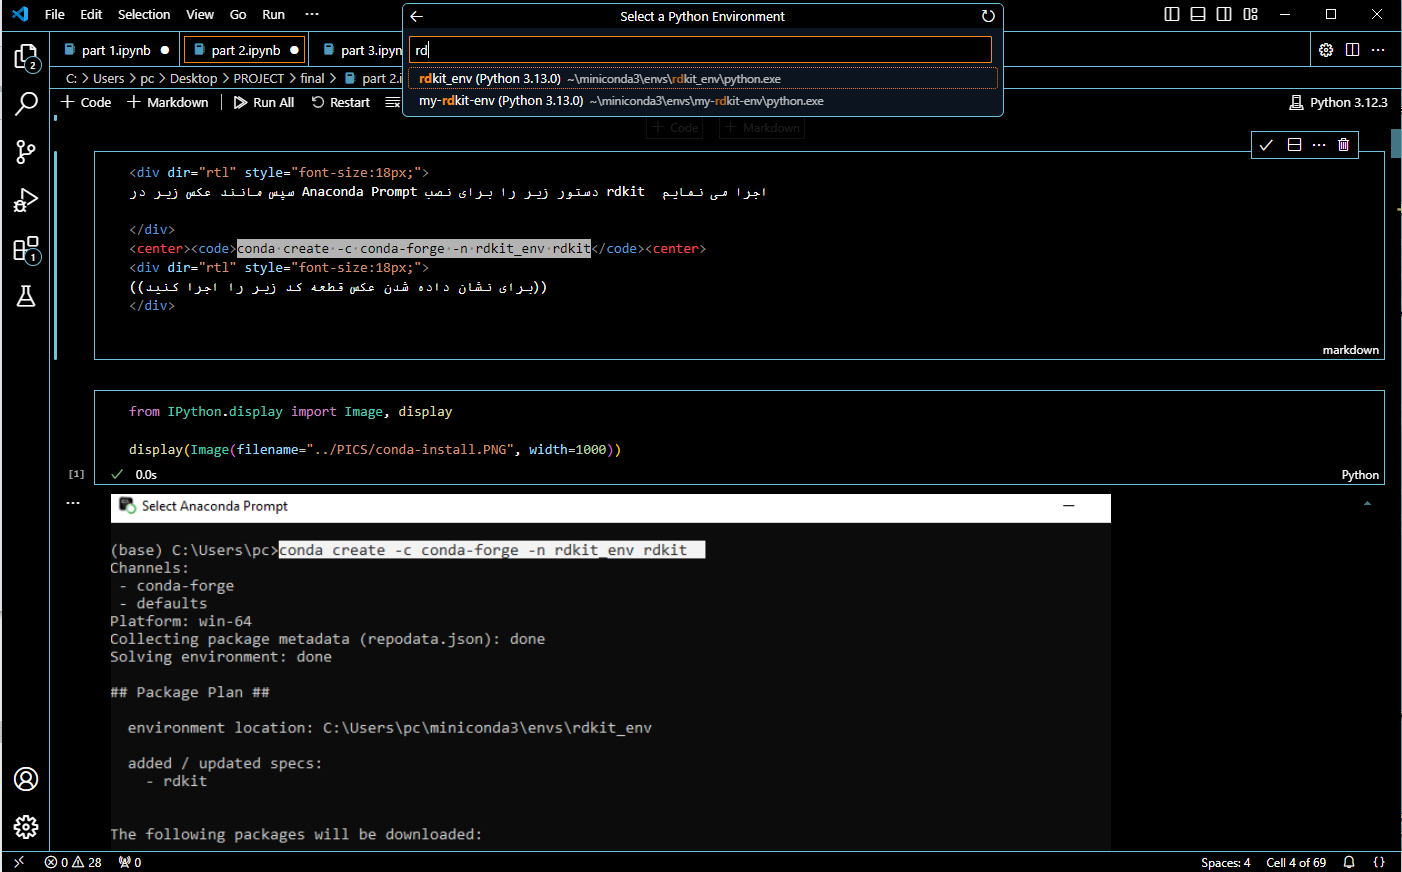 File Edit Selection View Go Run ···
Select a Python Environment
rd
rdkit_env (Python 3.13.0) ~\miniconda3\envs\rdkit_env\python.exe
my-rdkit-env (Python 3.13.0) ~\miniconda3\envs\my-rdkit-env\python.exe
part 1.ipynb part 2.ipynb part 3.ipyn
C: > Users > pc > Desktop > PROJECT > final > part 2.i
+ Code + Markdown Run All Restart Python 3.12.3
+ Code + Markdown
<div dir="rtl" style="font-size:18px;">
سپس مانند عکس زیر در Anaconda Prompt دستور زیر را برای نصب rdkit اجرا می نمایم
</div>
<center><code>conda create -c conda-forge -n rdkit_env rdkit</code><center>
<div dir="rtl" style="font-size:18px;">
((برای نشان داده شدن عکس قطعه کد زیر را اجرا کنید))
</div>
markdown
from IPython.display import Image, display
display(Image(filename="../PICS/conda-install.PNG", width=1000))
[1] 0.0s Python
Select Anaconda Prompt
(base) C:\Users\pc>conda create -c conda-forge -n rdkit_env rdkit
Channels:
- conda-forge
- defaults
Platform: win-64
Collecting package metadata (repodata.json): done
Solving environment: done
## Package Plan ##
environment location: C:\Users\pc\miniconda3\envs\rdkit_env
added / updated specs:
- rdkit
The following packages will be downloaded:
2
1
0 28 0 Spaces: 4 Cell 4 of 69 {}